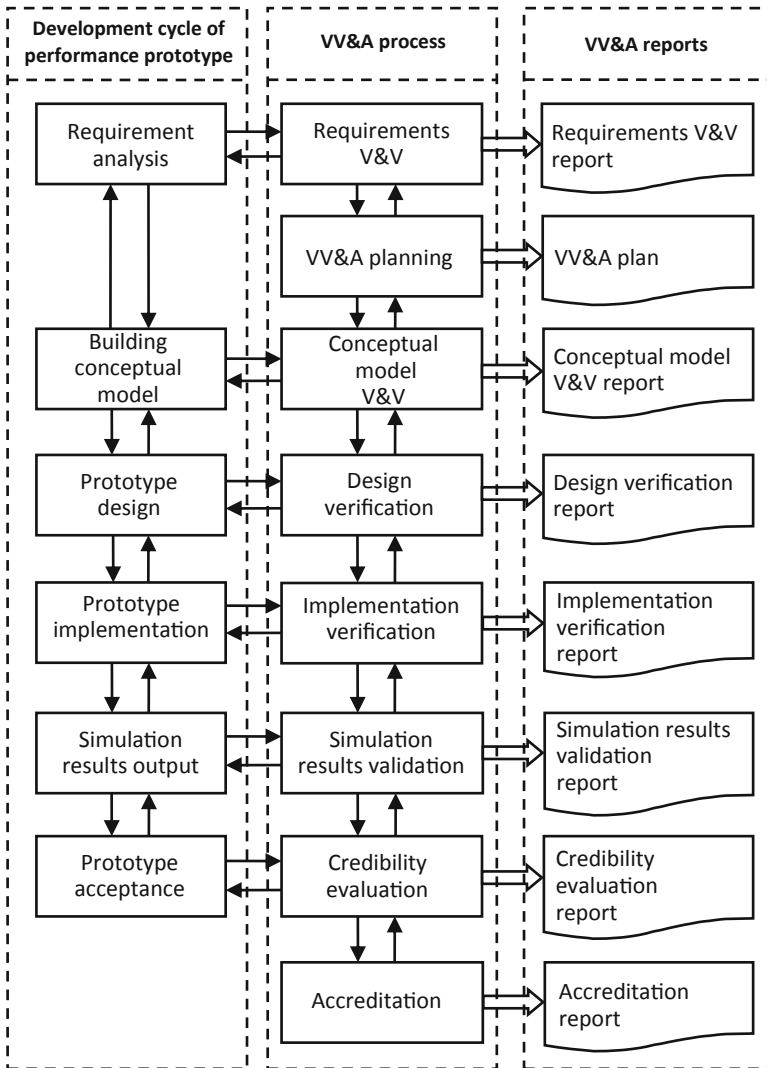 Development cycle of
performance prototype
VV&A process
VV&A reports
Requirement
analysis
Requirements
V&V
Requirements V&V
report
VV&A planning
VV&A plan
Building
conceptual
model
Conceptual
model
V&V
Conceptual model
V&V report
Prototype
design
Design
verification
Design verification
report
Prototype
implementation
Implementation
verification
Implementation
verification
report
Simulation
results output
Simulation
results validation
Simulation results
validation
report
Prototype
acceptance
Credibility
evaluation
Credibility
evaluation
report
Accreditation
Accreditation
report